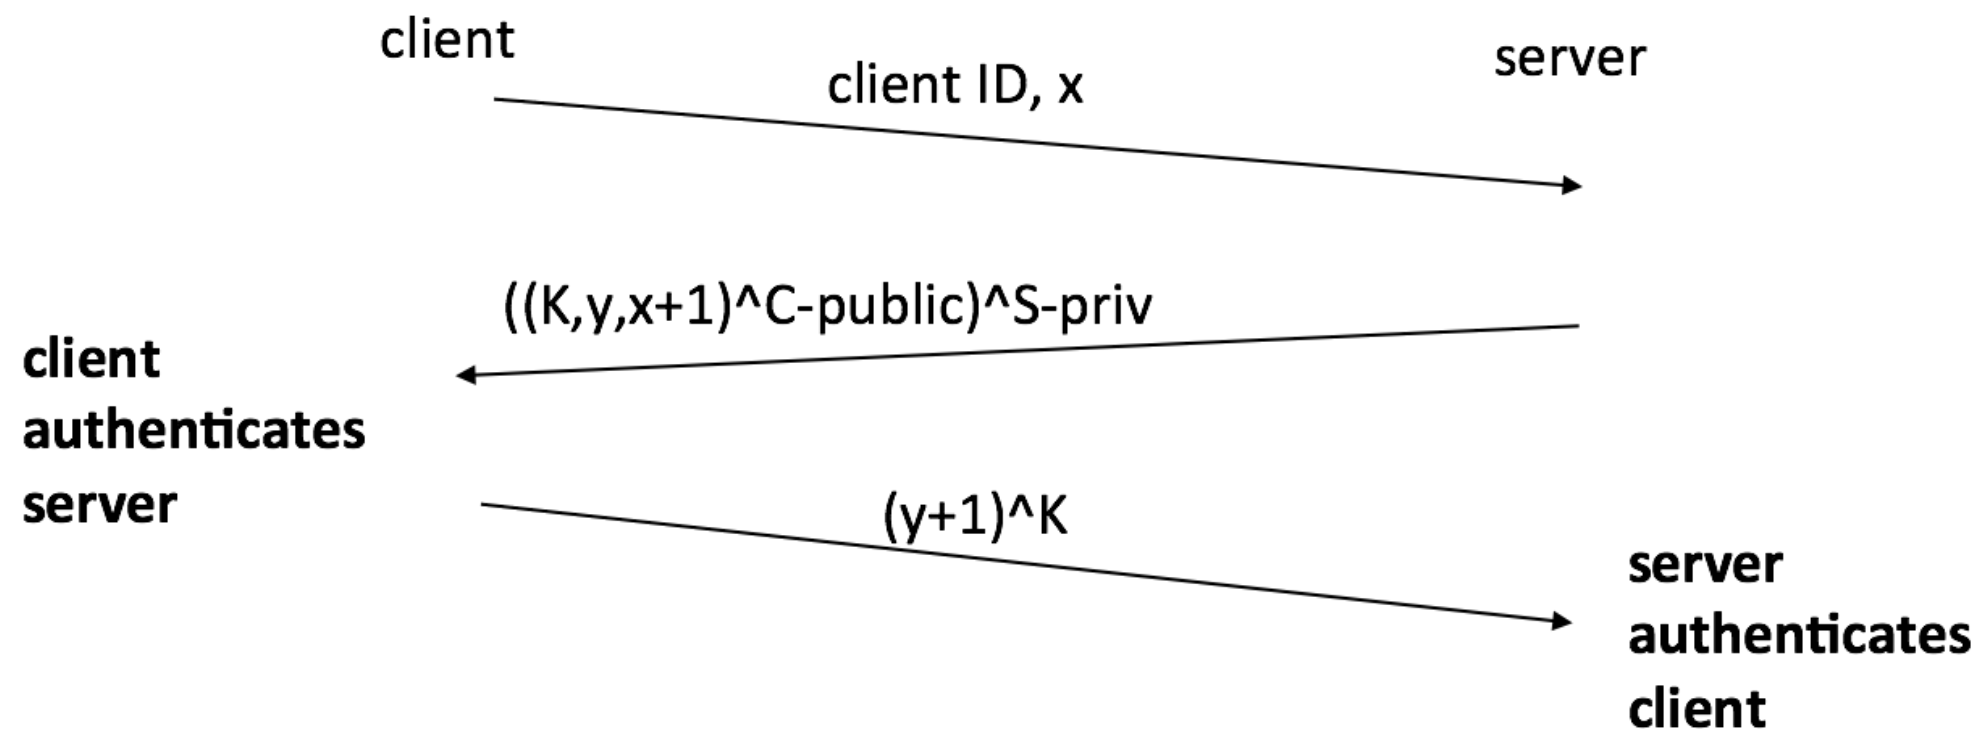 client
server
client ID, x
((K,y,x+1)^C-public)^S-priv
client
authenticates
server
(y+1)^K
server
authenticates
client